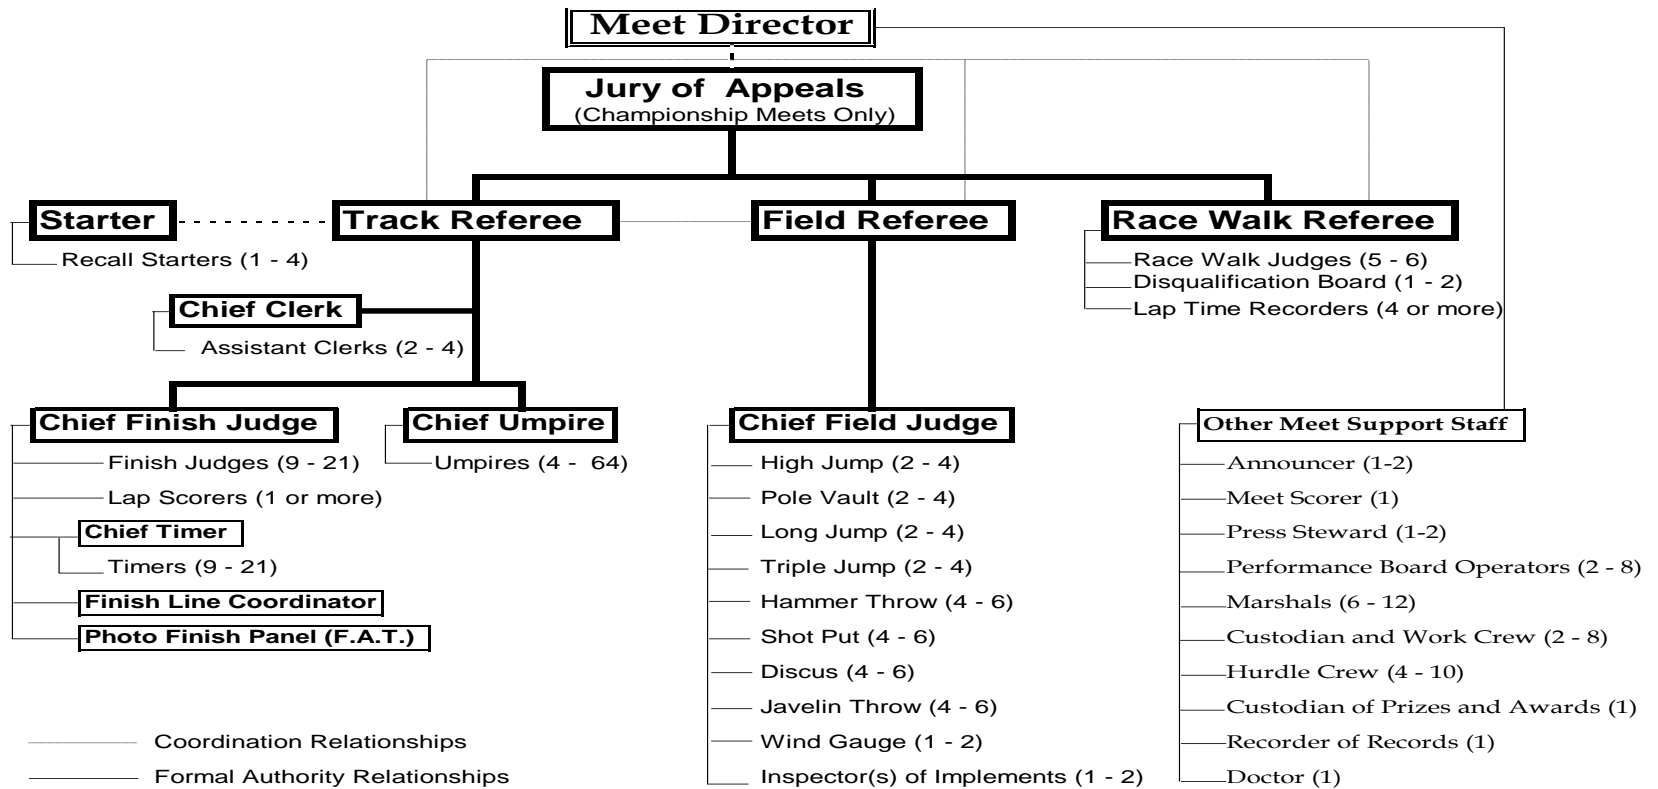 Meet Director
Jury of Appeals
(Championship Meets Only)
Starter
Track Referee
Field Referee
Race Walk Referee
Recall Starters (1 - 4)
Race Walk Judges (5 - 6)
Disqualification Board (1 - 2)
Lap Time Recorders (4 or more)
Chief Clerk
Assistant Clerks (2 - 4)
Chief Finish Judge
Finish Judges (9 - 21)
Lap Scorers (1 or more)
Chief Timer
Timers (9 - 21)
Finish Line Coordinator
Photo Finish Panel (F.A.T.)
Chief Umpire
Umpires (4 - 64)
Chief Field Judge
High Jump (2 - 4)
Pole Vault (2 - 4)
Long Jump (2 - 4)
Triple Jump (2 - 4)
Hammer Throw (4 - 6)
Shot Put (4 - 6)
Discus (4 - 6)
Javelin Throw (4 - 6)
Wind Gauge (1 - 2)
Inspector(s) of Implements (1 - 2)
Other Meet Support Staff
Announcer (1-2)
Meet Scorer (1)
Press Steward (1-2)
Performance Board Operators (2 - 8)
Marshals (6 - 12)
Custodian and Work Crew (2 - 8)
Hurdle Crew (4 - 10)
Custodian of Prizes and Awards (1)
Recorder of Records (1)
Doctor (1)
Coordination Relationships
Formal Authority Relationships